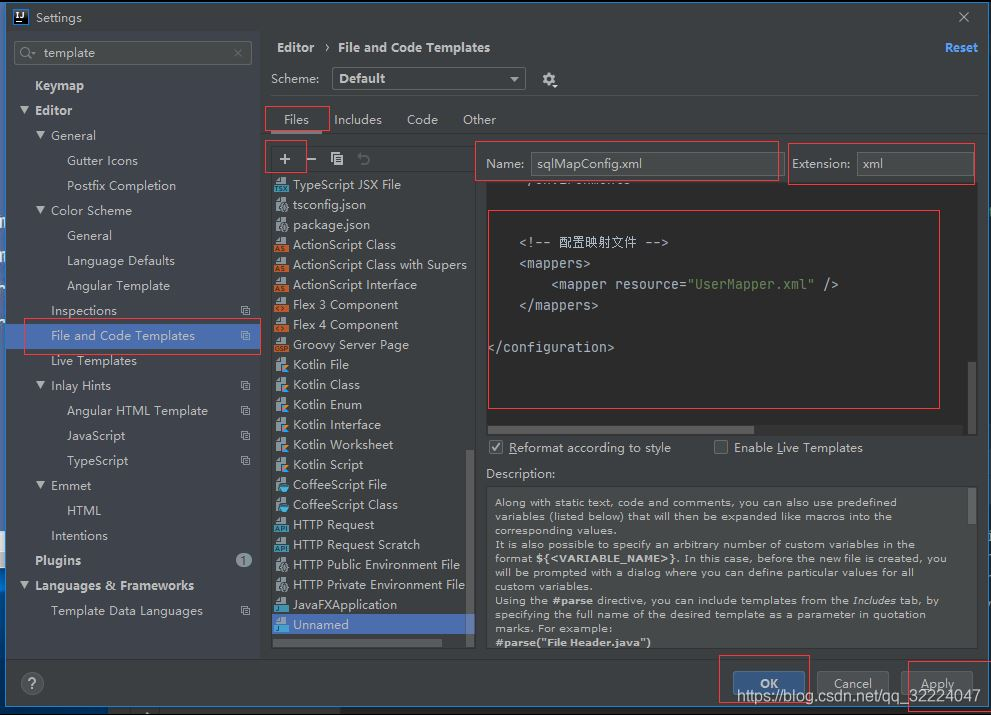 Settings
template
Keymap
Editor
General
Gutter Icons
Postfix Completion
Color Scheme
General
Language Defaults
Angular Template
Inspections
File and Code Templates
Live Templates
Inlay Hints
Angular HTML Template
JavaScript
TypeScript
Emmet
HTML
Intentions
Plugins 1
Languages & Frameworks
Template Data Languages
Editor › File and Code Templates
Reset
Scheme: Default
Files Includes Code Other
TypeScript JSX File
tsconfig.json
package.json
ActionScript Class
ActionScript Class with Supers
ActionScript Interface
Flex 3 Component
Flex 4 Component
Groovy Server Page
Kotlin File
Kotlin Class
Kotlin Enum
Kotlin Interface
Kotlin Worksheet
Kotlin Script
CoffeeScript File
CoffeeScript Class
HTTP Request
HTTP Request Scratch
HTTP Public Environment File
HTTP Private Environment File
JavaFXApplication
Unnamed
Name: sqlMapConfig.xml Extension: xml
<!-- 配置映射文件 -->
<mappers>
<mapper resource="UserMapper.xml" />
</mappers>
</configuration>
Reformat according to style Enable Live Templates
Description:
Along with static text, code and comments, you can also use predefined
variables (listed below) that will then be expanded like macros into the
corresponding values.
It is also possible to specify an arbitrary number of custom variables in the
format ${<VARIABLE_NAME>}. In this case, before the new file is created, you
will be prompted with a dialog where you can define particular values for all
custom variables.
Using the #parse directive, you can include templates from the Includes tab, by
specifying the full name of the desired template as a parameter in quotation
marks. For example:
#parse("File Header.java")
? OK Cancel Apply
https://blog.csdn.net/qq_32224047